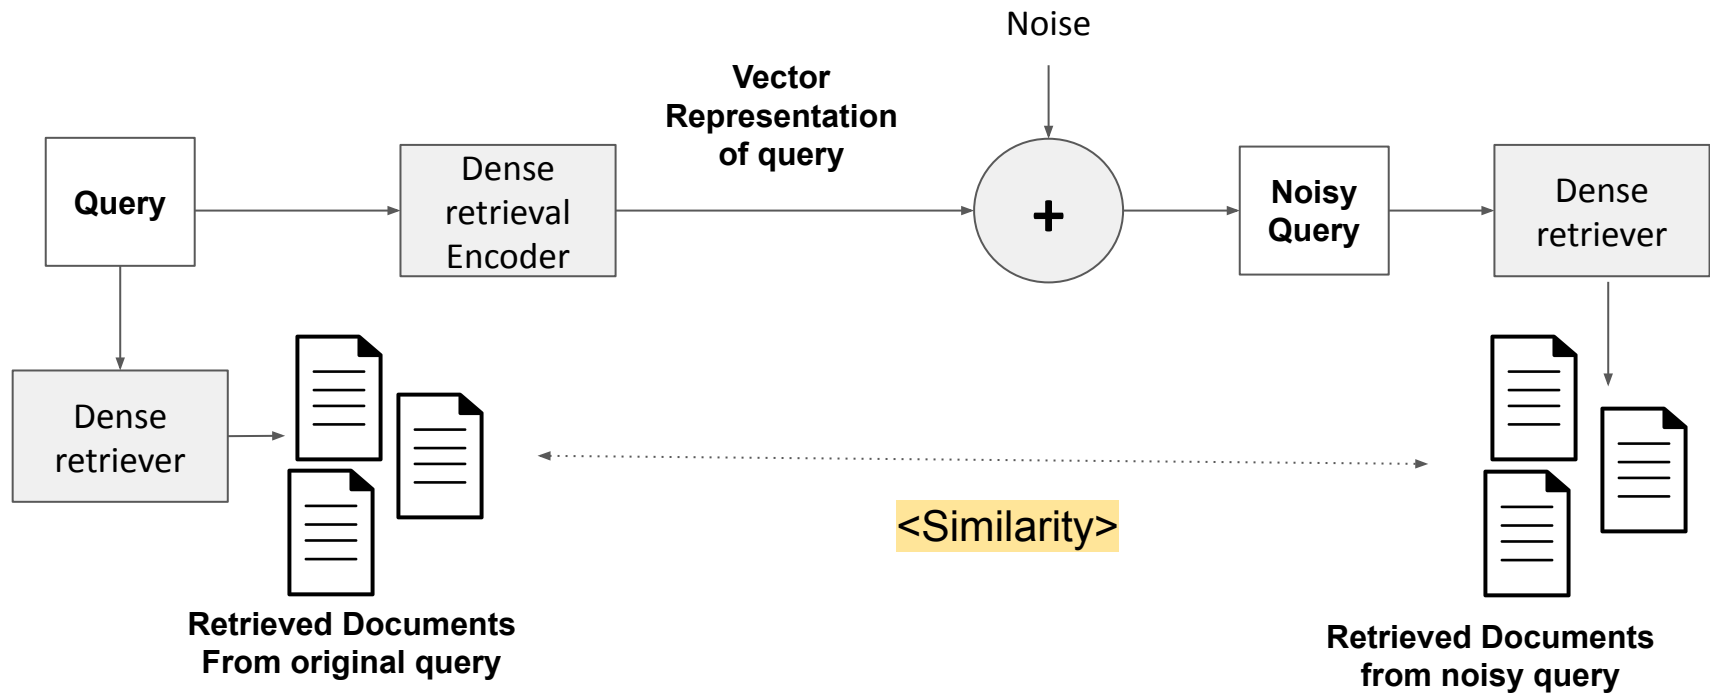 Noise
Vector
Representation
of query
Query
Dense
retrieval
Encoder
+
Noisy
Query
Dense
retriever
Dense
retriever
<Similarity>
Retrieved Documents
From original query
Retrieved Documents
from noisy query